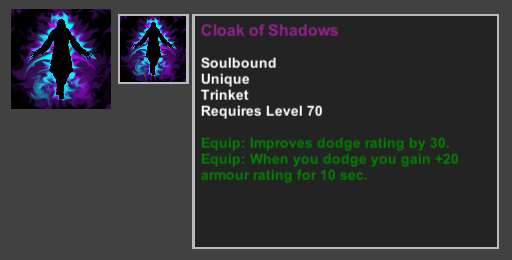 Cloak of Shadows
Soulbound
Unique
Trinket
Requires Level 70
Equip: Improves dodge rating by 30.
Equip: When you dodge you gain +20
armour rating for 10 sec.